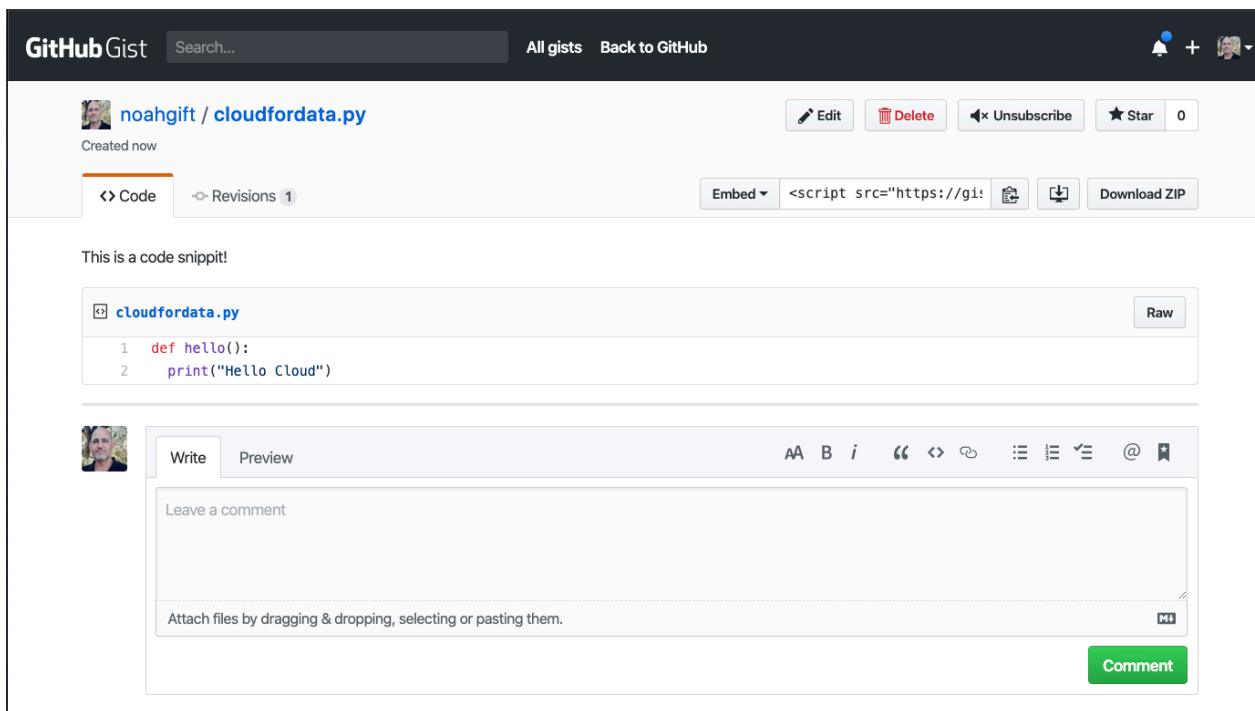 GitHub Gist Search... All gists Back to GitHub
noahgift / cloudfordata.py Edit Delete Unsubscribe Star 0
Created now
Code Revisions 1 Embed <script src="https://gis Download ZIP
This is a code snippit!
cloudfordata.py Raw
1 def hello():
2 print("Hello Cloud")
Write Preview AA B i @
Leave a comment
Attach files by dragging & dropping, selecting or pasting them. M
Comment